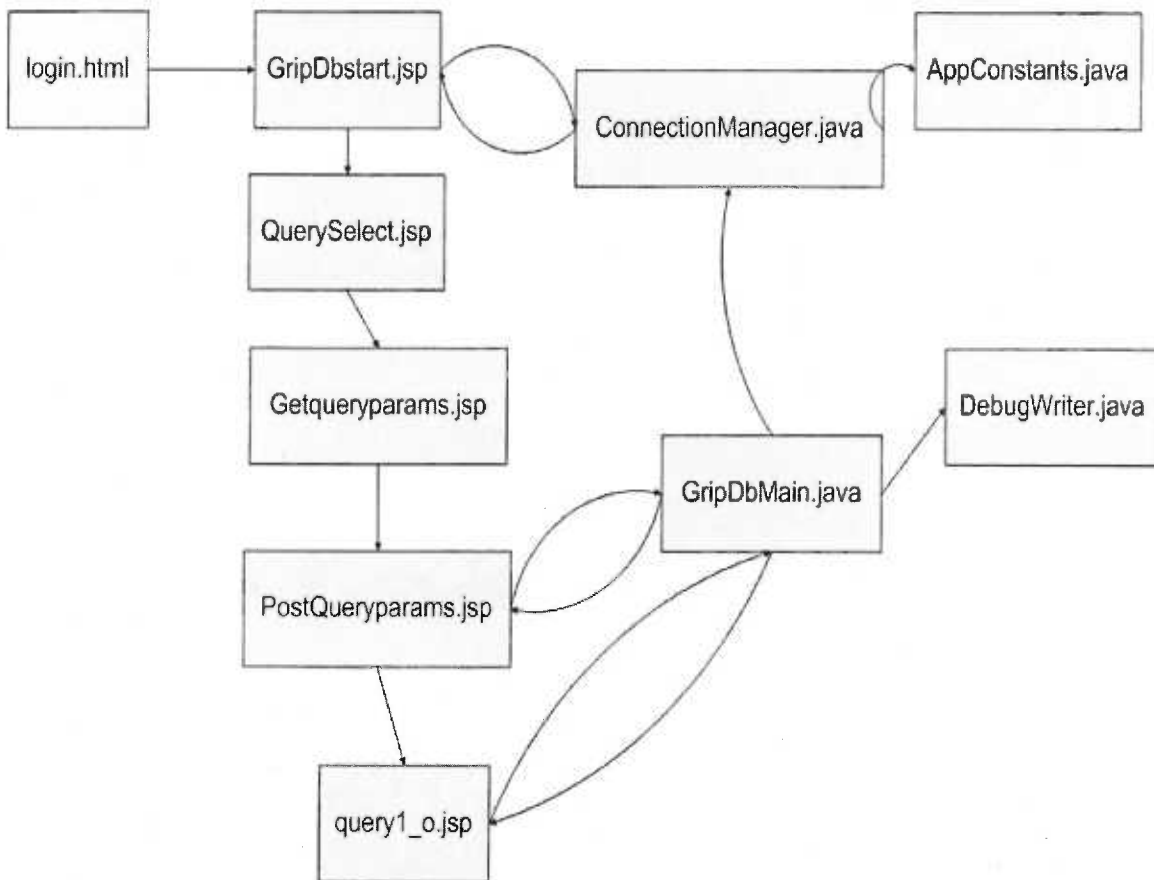 login.html
GripDbstart.jsp
AppConstants.java
ConnectionManager.java
QuerySelect.jsp
Getqueryparams.jsp
DebugWriter.java
GripDbMain.java
PostQueryparams.jsp
query1_o.jsp